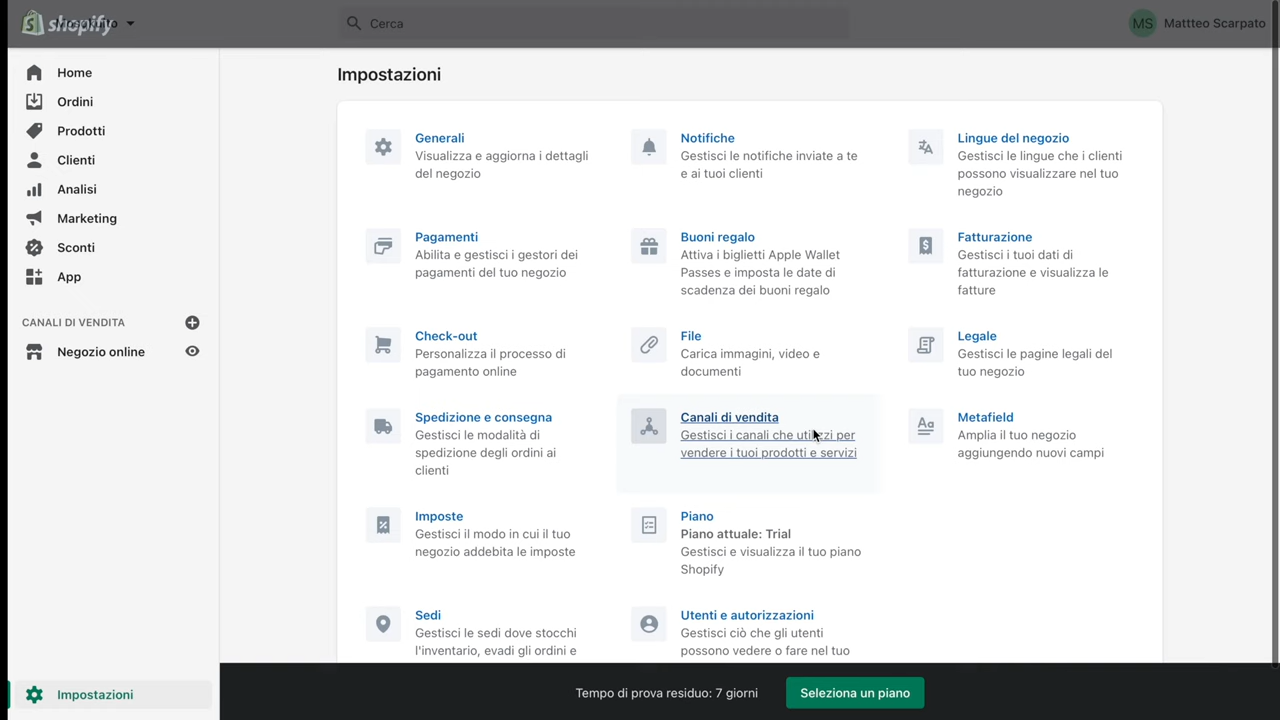 shopify
Cerca
MS
Mattteo Scarpato
Home
Ordini
Prodotti
Clienti
Analisi
Marketing
Sconti
App
CANALI DI VENDITA
Negozio online
Impostazioni
Impostazioni
Generali
Visualizza e aggiorna i dettagli
del negozio
Notifiche
Gestisci le notifiche inviate a te
e ai tuoi clienti
Lingue del negozio
Gestisci le lingue che i clienti
possono visualizzare nel tuo
negozio
Pagamenti
Abilita e gestisci i gestori dei
pagamenti del tuo negozio
Buoni regalo
Attiva i biglietti Apple Wallet
Passes e imposta le date di
scadenza dei buoni regalo
Fatturazione
Gestisci i tuoi dati di
fatturazione e visualizza le
fatture
Check-out
Personalizza il processo di
pagamento online
File
Carica immagini, video e
documenti
Legale
Gestisci le pagine legali del
tuo negozio
Spedizione e consegna
Gestisci le modalità di
spedizione degli ordini ai
clienti
Canali di vendita
Gestisci i canali che utilizzi per
vendere i tuoi prodotti e servizi
Metafield
Amplia il tuo negozio
aggiungendo nuovi campi
Imposte
Gestisci il modo in cui il tuo
negozio addebita le imposte
Piano
Piano attuale: Trial
Gestisci e visualizza il tuo piano
Shopify
Sedi
Gestisci le sedi dove stocchi
l'inventario, evadi gli ordini e
Utenti e autorizzazioni
Gestisci ciò che gli utenti
possono vedere o fare nel tuo
Tempo di prova residuo: 7 giorni
Seleziona un piano